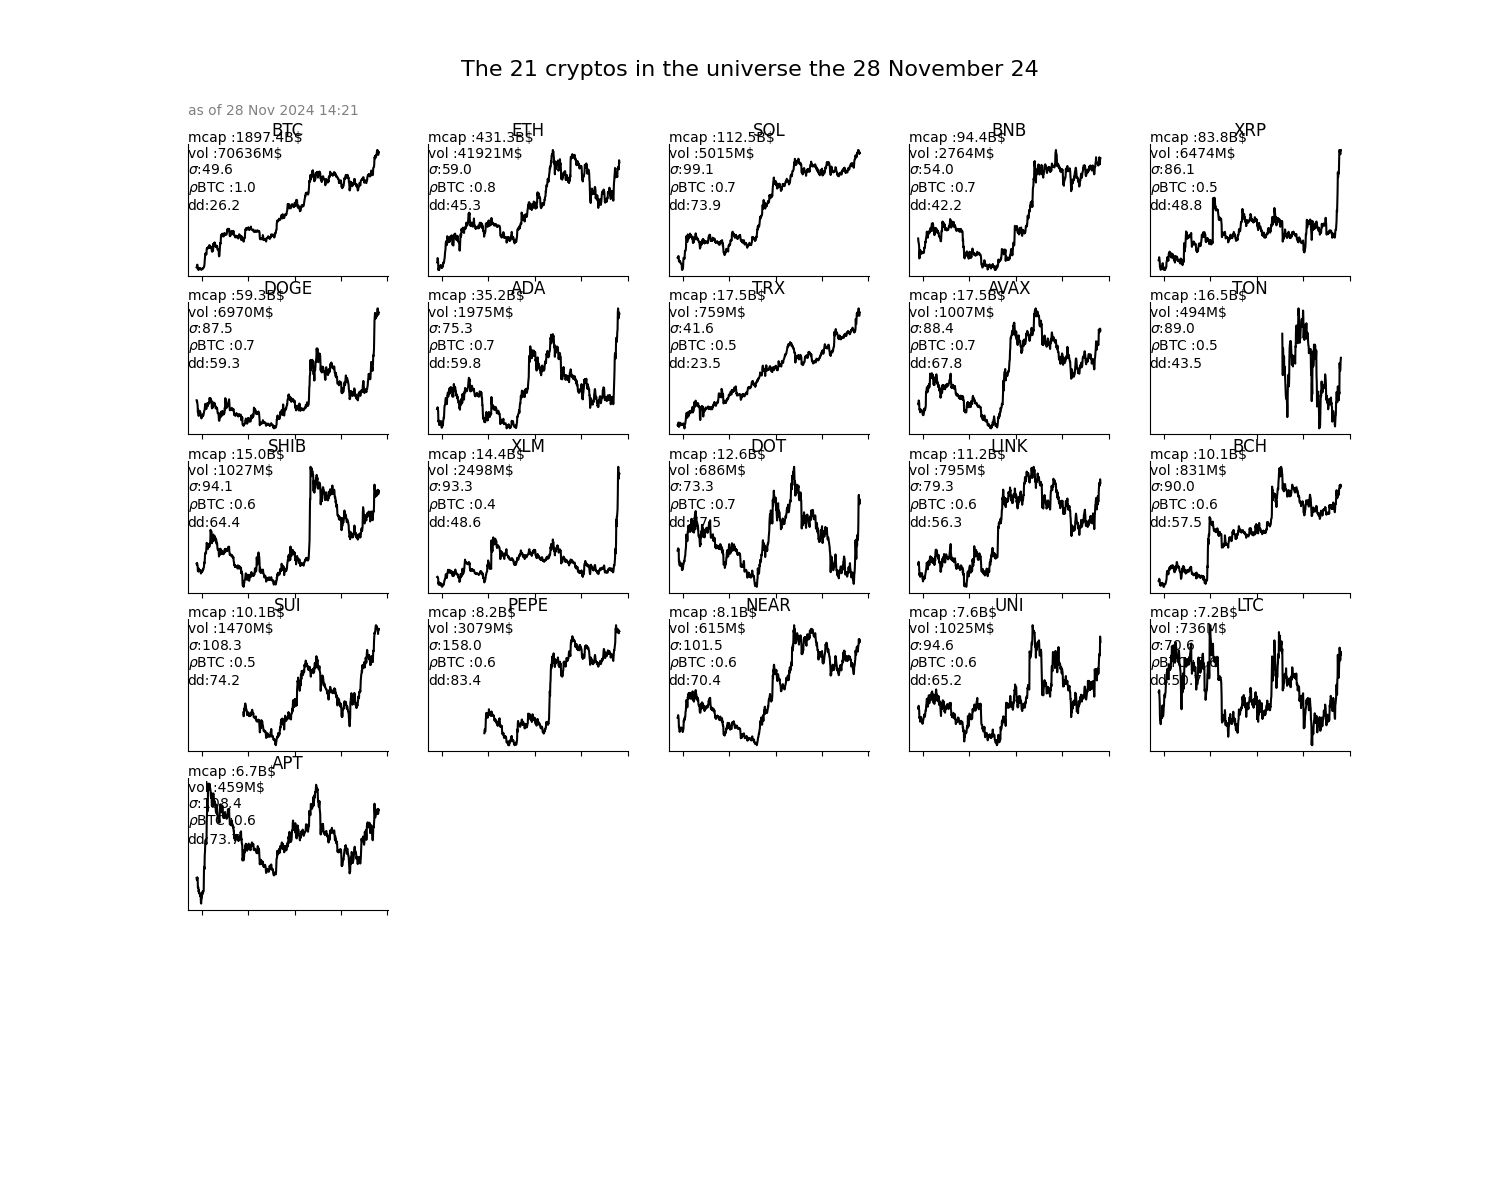 The 21 cryptos in the universe the 28 November 24
as of 28 Nov 2024 14:21
BTC
mcap :1897.4B$
vol :70636M$
σ:49.6
ρBTC :1.0
dd:26.2
ETH
mcap :431.3B$
vol :41921M$
σ:59.0
ρBTC :0.8
dd:45.3
SOL
mcap :112.5B$
vol :5015M$
σ:99.1
ρBTC :0.7
dd:73.9
BNB
mcap :94.4B$
vol :2764M$
σ:54.0
ρBTC :0.7
dd:42.2
XRP
mcap :83.8B$
vol :6474M$
σ:86.1
ρBTC :0.5
dd:48.8
DOGE
mcap :59.3B$
vol :6970M$
σ:87.5
ρBTC :0.7
dd:59.3
ADA
mcap :35.2B$
vol :1975M$
σ:75.3
ρBTC :0.7
dd:59.8
TRX
mcap :17.5B$
vol :759M$
σ:41.6
ρBTC :0.5
dd:23.5
AVAX
mcap :17.5B$
vol :1007M$
σ:88.4
ρBTC :0.7
dd:67.8
TON
mcap :16.5B$
vol :494M$
σ:89.0
ρBTC :0.5
dd:43.5
SHIB
mcap :15.0B$
vol :1027M$
σ:94.1
ρBTC :0.6
dd:64.4
XLM
mcap :14.4B$
vol :2498M$
σ:93.3
ρBTC :0.4
dd:48.6
DOT
mcap :12.6B$
vol :686M$
σ:73.3
ρBTC :0.7
LINK
mcap :11.2B$
vol :795M$
σ:79.3
ρBTC :0.6
dd:56.3
BCH
mcap :10.1B$
vol :831M$
σ:90.0
ρBTC :0.6
dd:57.5
SUI
mcap :10.1B$
vol :1470M$
σ:108.3
ρBTC :0.5
dd:74.2
PEPE
mcap :8.2B$
vol :3079M$
σ:158.0
ρBTC :0.6
dd:83.4
NEAR
mcap :8.1B$
vol :615M$
σ:101.5
ρBTC :0.6
dd:70.4
UNI
mcap :7.6B$
vol :1025M$
σ:94.6
ρBTC :0.6
dd:65.2
LTC
mcap :7.2B$
vol :736M$
σ:70.6
APT
mcap :6.7B$
vol :459M$
σ:108.4
ρBTC :0.6